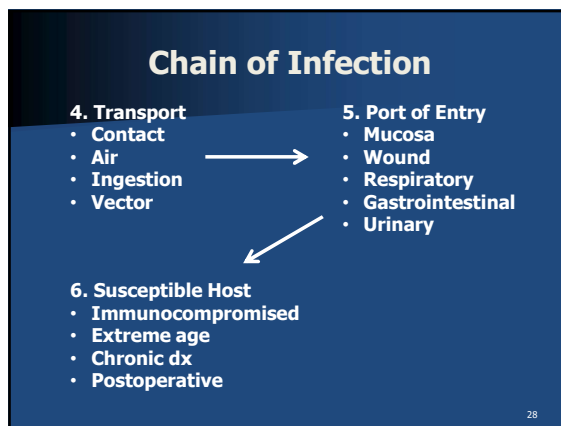 Chain of Infection
4. Transport
• Contact
• Air
• Ingestion
• Vector
5. Port of Entry
• Mucosa
• Wound
• Respiratory
• Gastrointestinal
• Urinary
6. Susceptible Host
• Immunocompromised
• Extreme age
• Chronic dx
• Postoperative
28